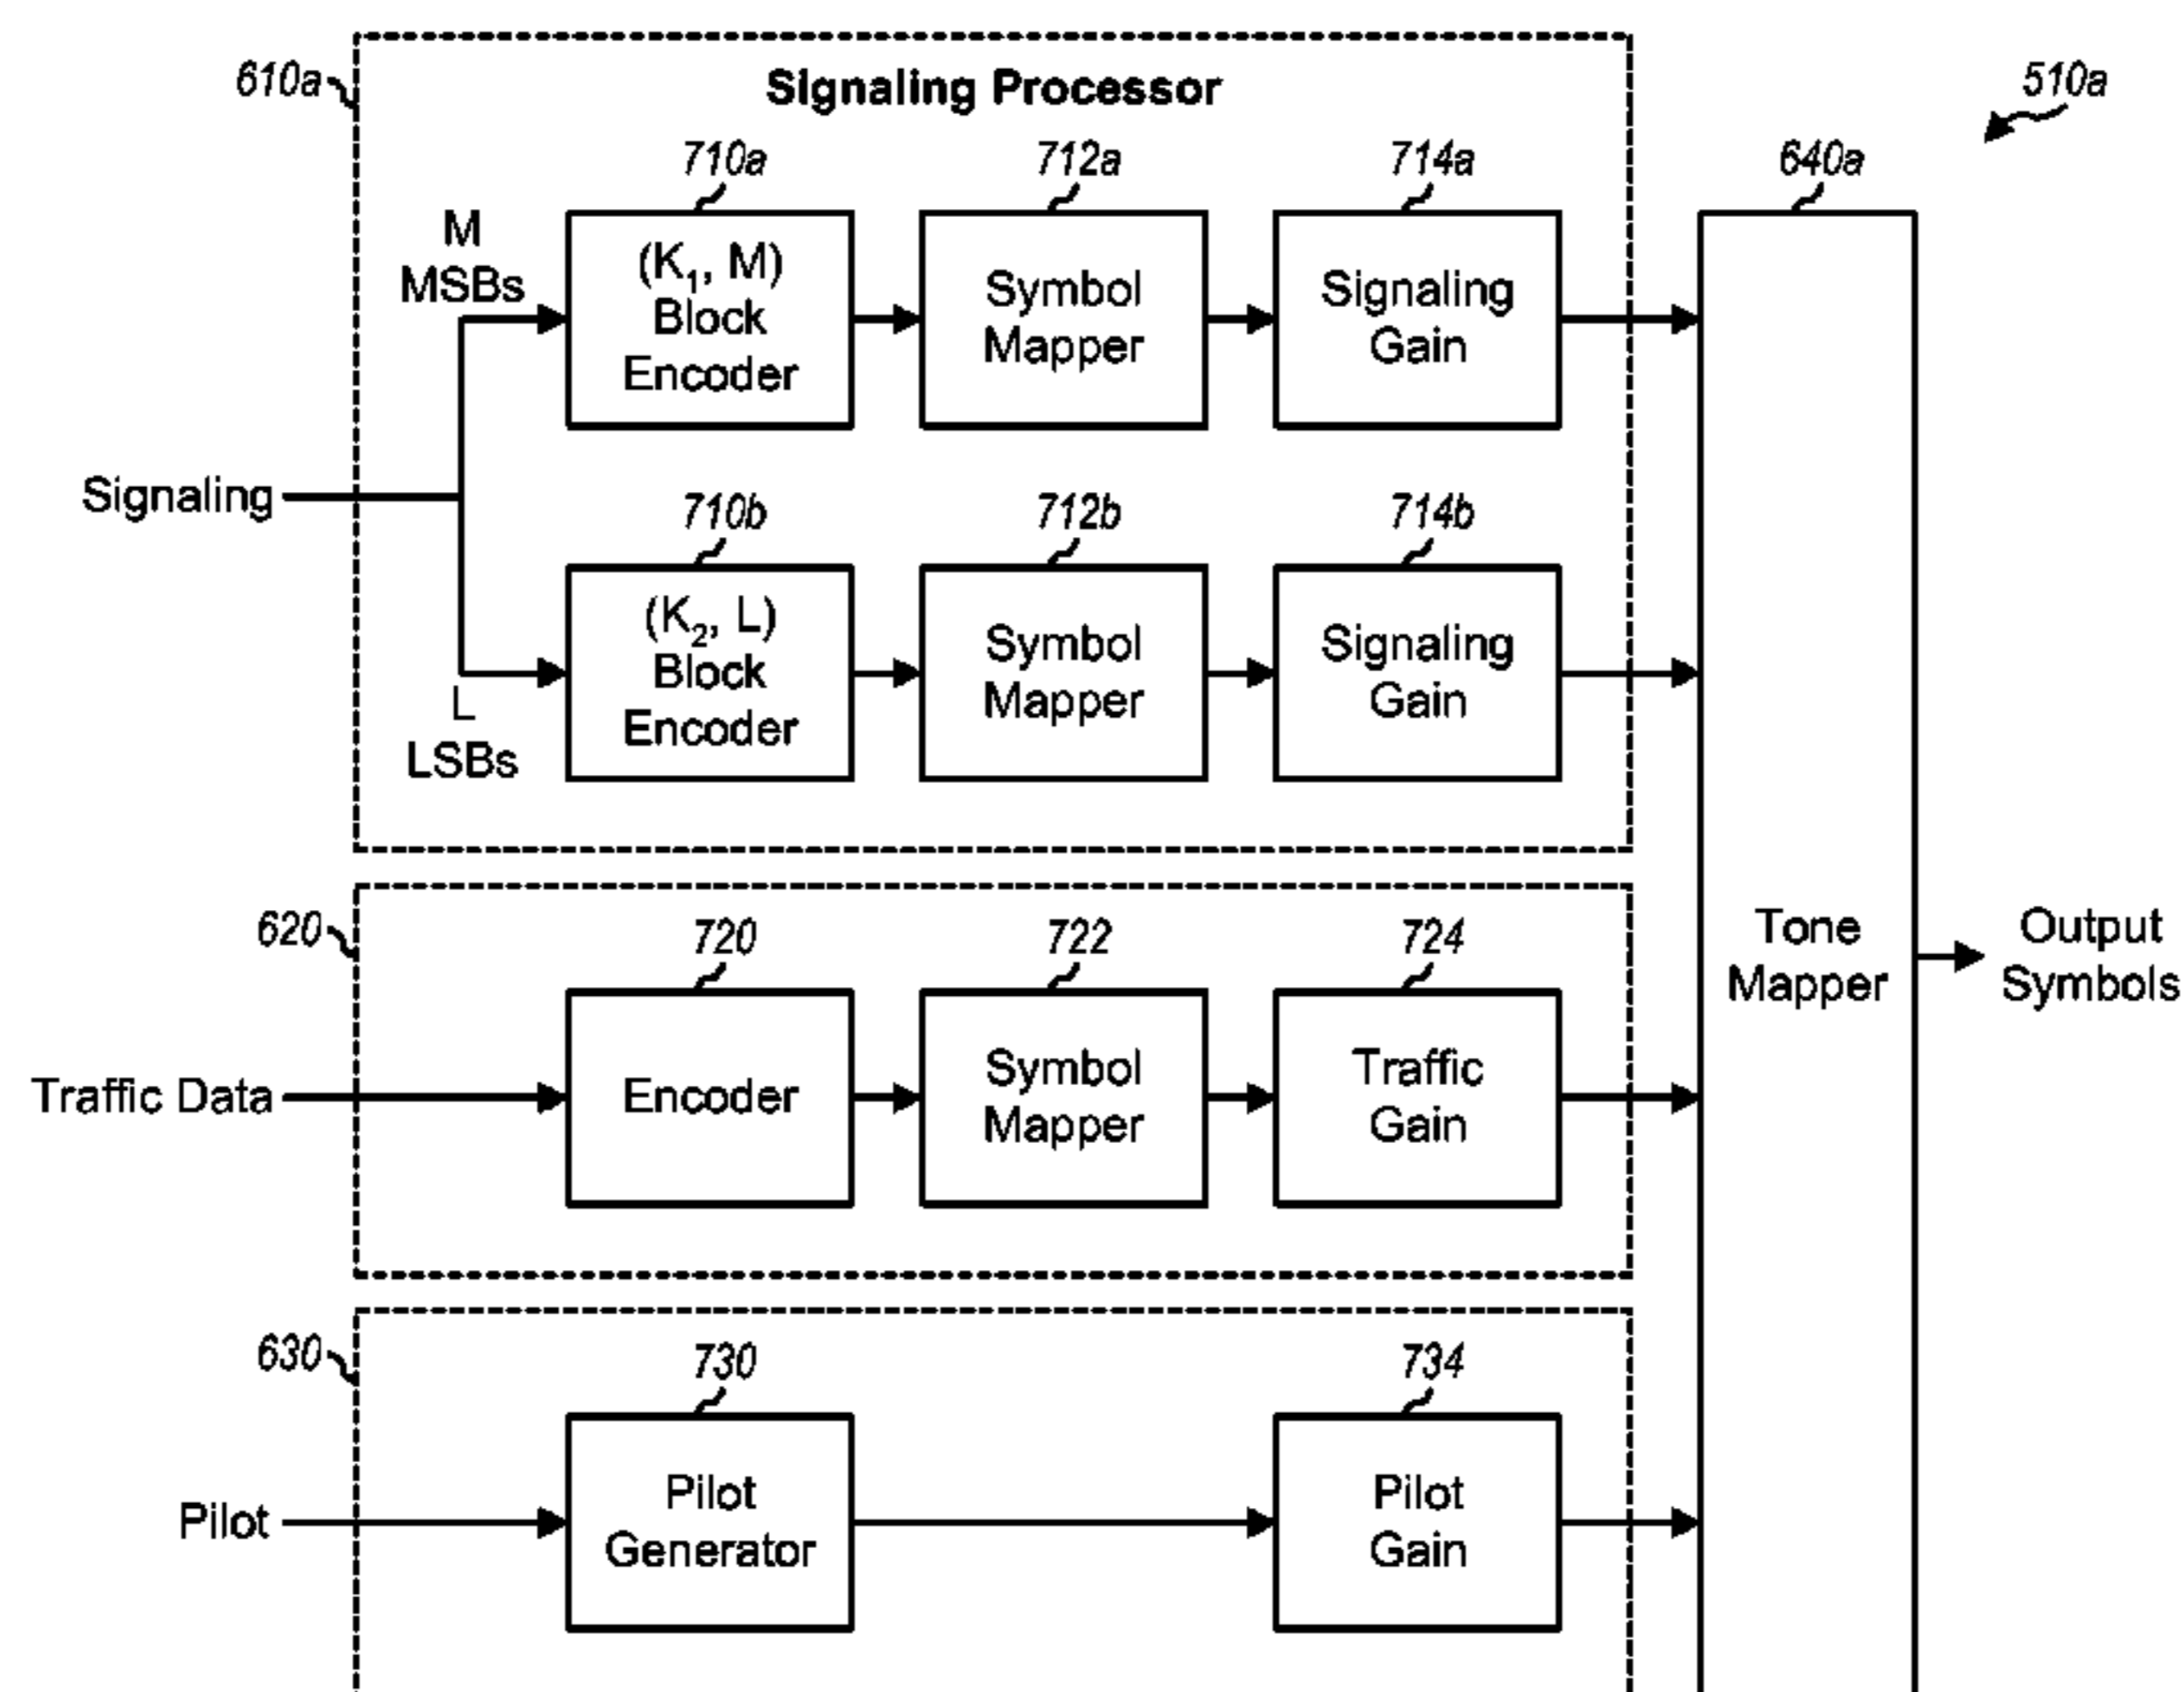 610a
Signaling Processor
510a
710a
712a
714a
640a
M
MSBs
(K1, M)
Block
Encoder
Symbol
Mapper
Signaling
Gain
Signaling
710b
712b
714b
(K2, L)
Block
Encoder
Symbol
Mapper
Signaling
Gain
L
LSBs
620
720
722
724
Tone
Mapper
Output
Symbols
Traffic Data
Encoder
Symbol
Mapper
Traffic
Gain
630
730
734
Pilot
Pilot
Generator
Pilot
Gain